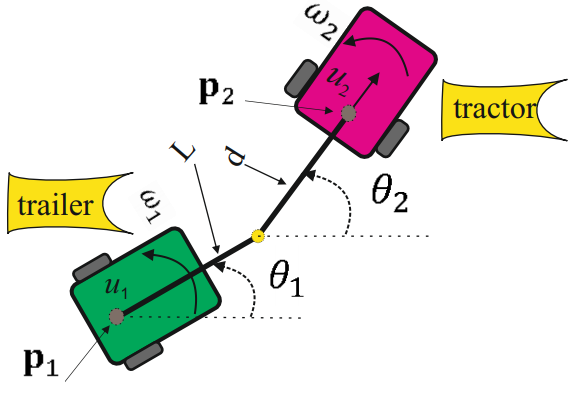 ω₂
u₂
p₂
tractor
L
d
θ₂
trailer
ω₁
θ₁
u₁
p₁